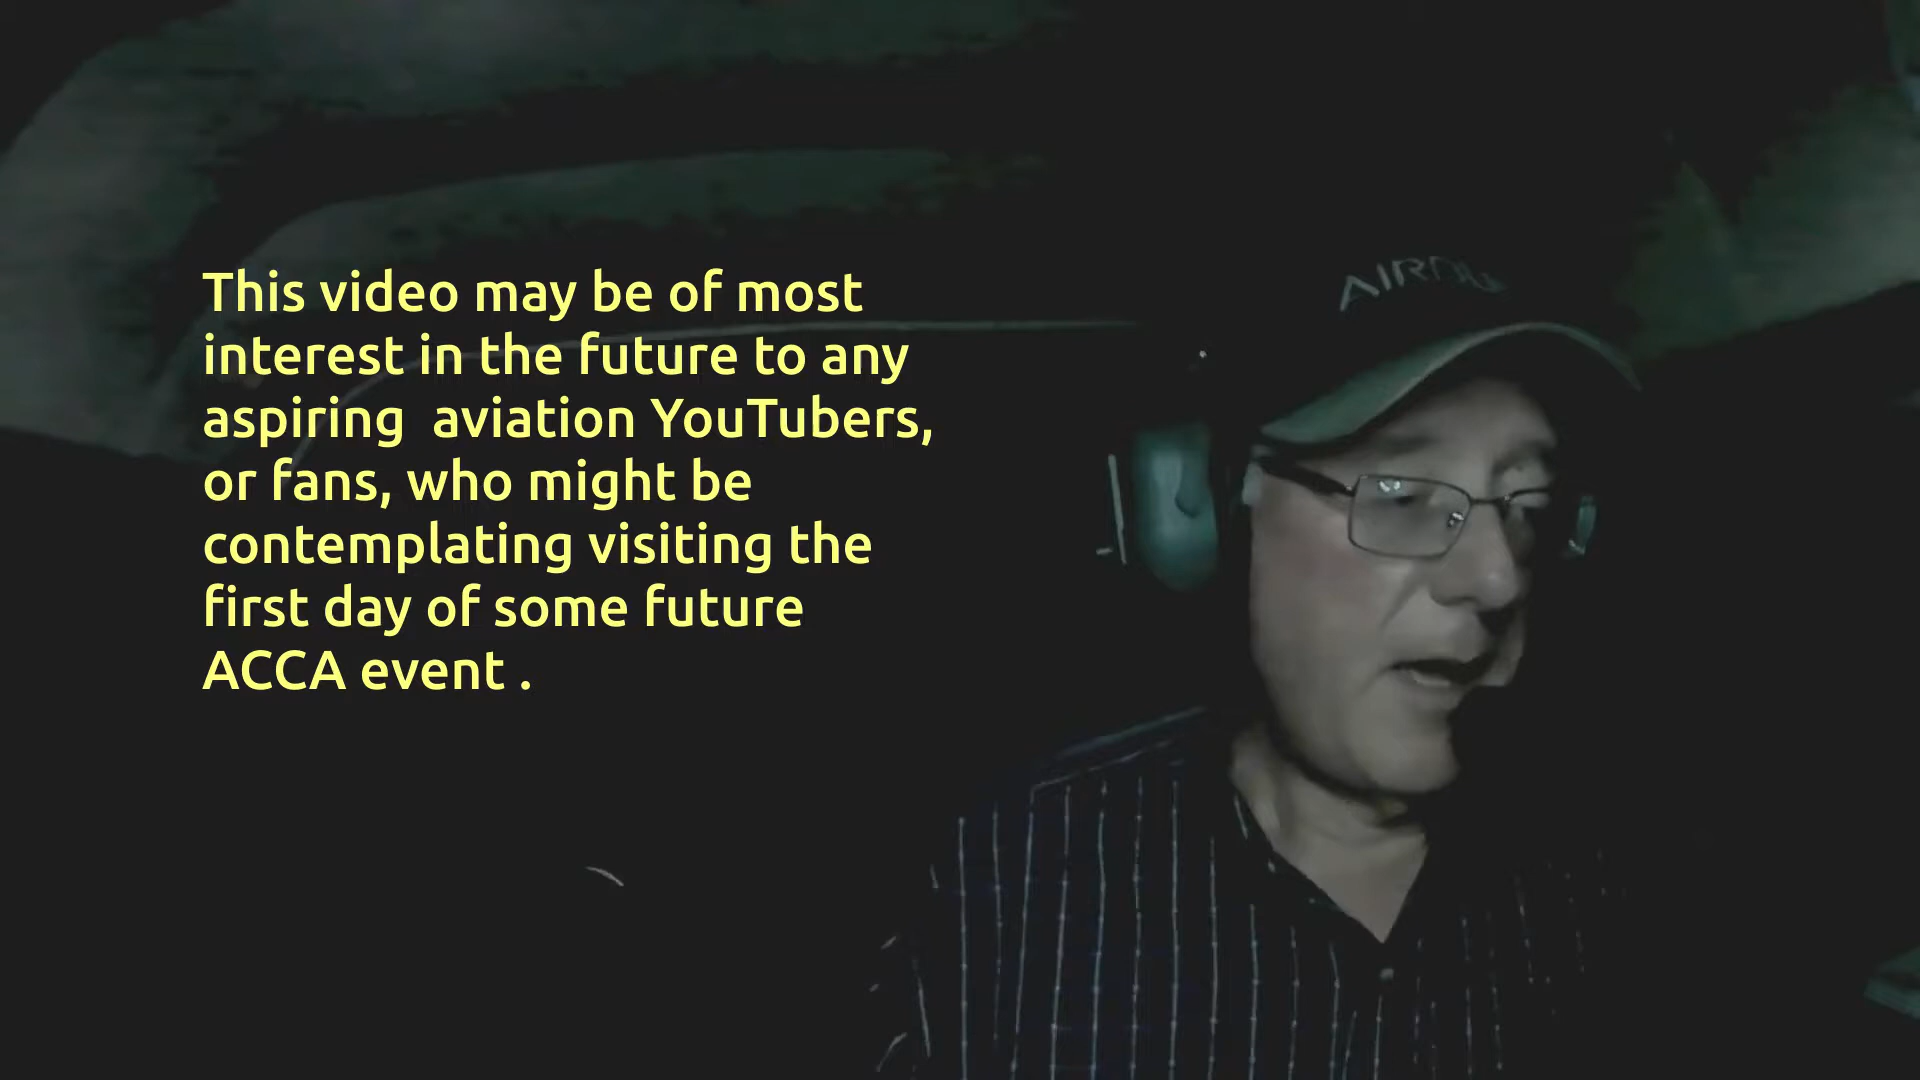 This video may be of most
interest in the future to any
aspiring  aviation YouTubers,
or fans, who might be
contemplating visiting the
first day of some future
ACCA event .